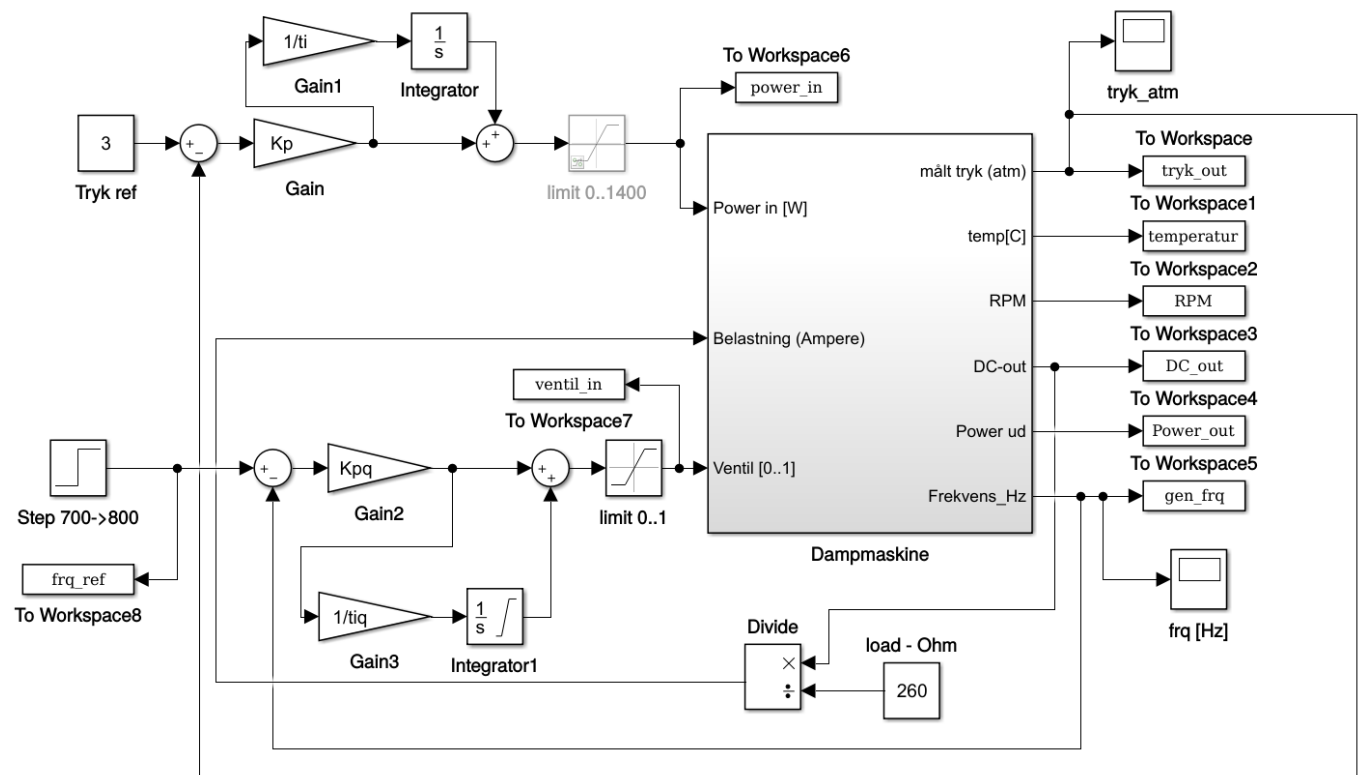 1/ti
Gain1
1
s
Integrator
To Workspace6
power_in
tryk_atm
3
Tryk ref
+
−
Kp
Gain
+
+
limit 0..1400
målt tryk (atm)
To Workspace
tryk_out
Power in [W]
To Workspace1
temp[C]
temperatur
To Workspace2
RPM
RPM
Belastning (Ampere)
To Workspace3
DC-out
DC_out
ventil_in
To Workspace7
To Workspace4
Power ud
Power_out
Step 700->800
+
−
Kpq
Gain2
+
+
limit 0..1
Ventil [0..1]
To Workspace5
Frekvens_Hz
gen_frq
Dampmaskine
frq_ref
To Workspace8
1/tiq
Gain3
1
s
Integrator1
Divide
×
÷
load - Ohm
260
frq [Hz]